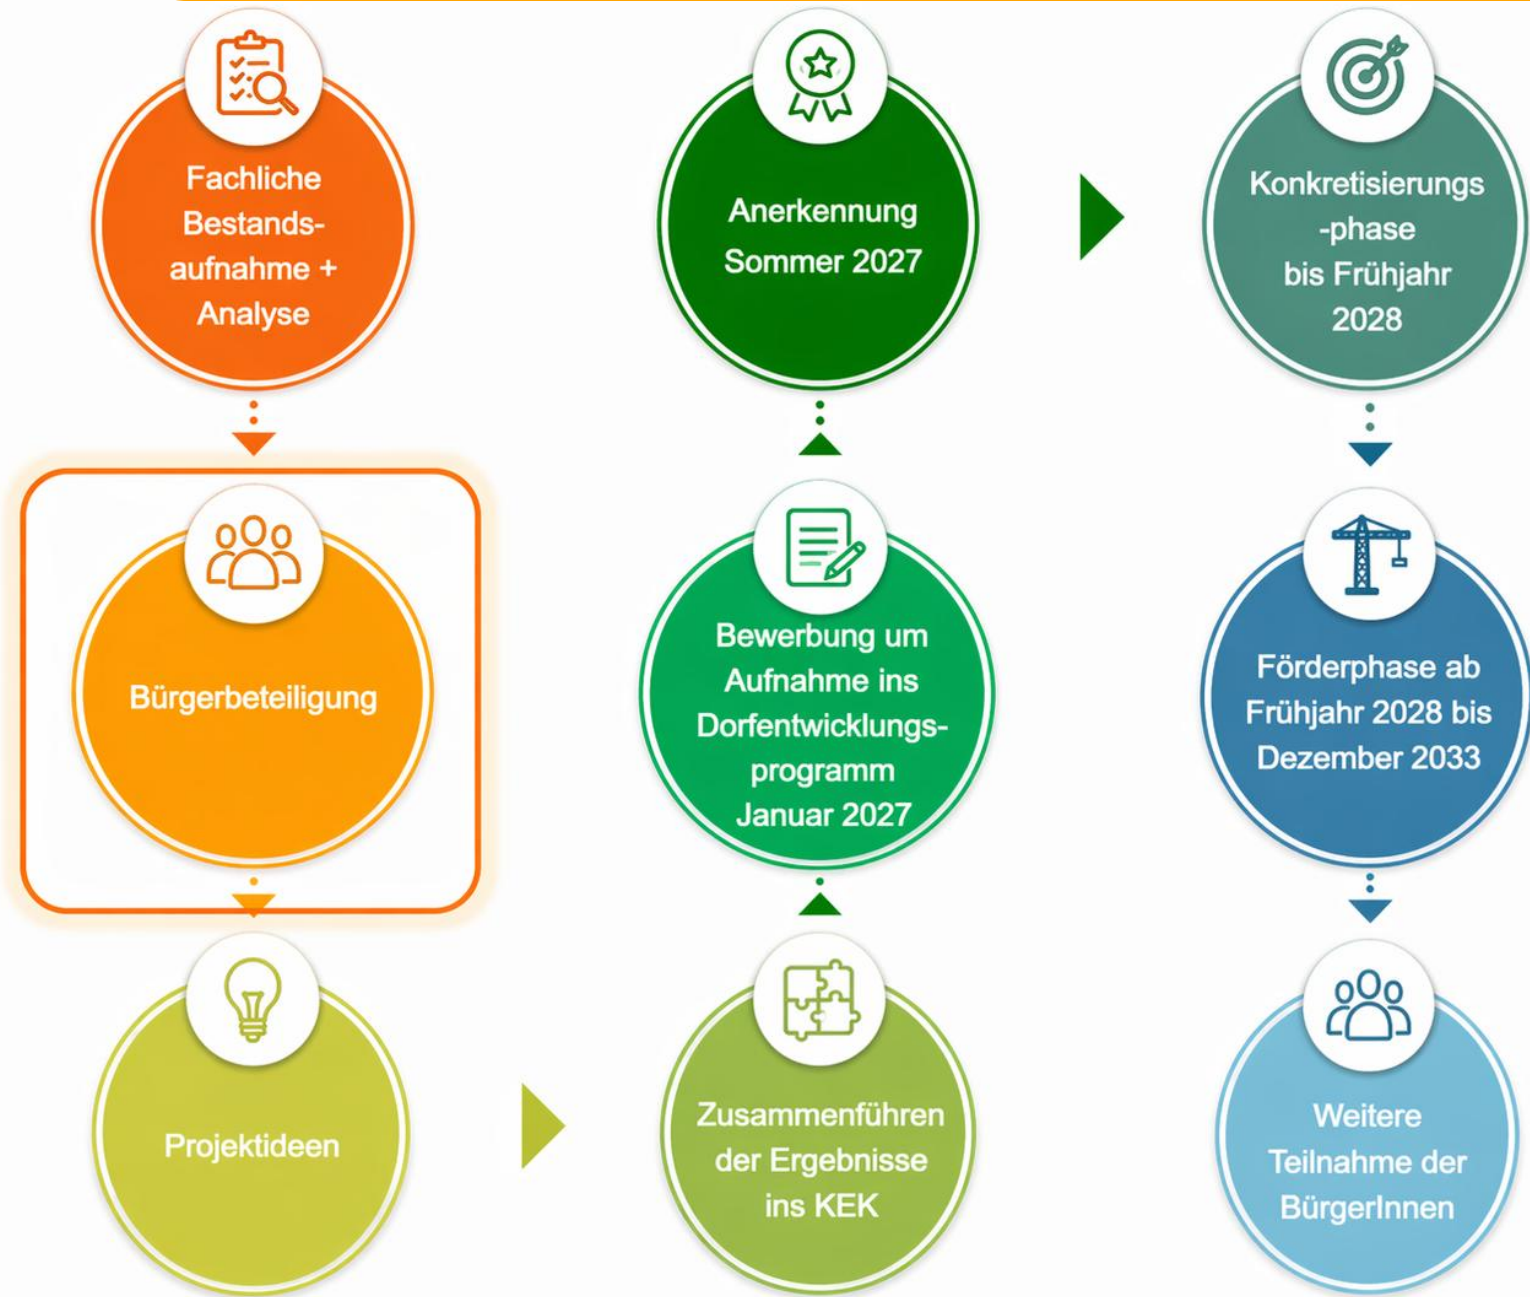 Fachliche
Bestands-
aufnahme +
Analyse
Bürgerbeteiligung
Projektideen
Zusammenführen
der Ergebnisse
ins KEK
Bewerbung um
Aufnahme ins
Dorfentwicklungs-
programm
Januar 2027
Anerkennung
Sommer 2027
Konkretisierungs
-phase
bis Frühjahr
2028
Förderphase ab
Frühjahr 2028 bis
Dezember 2033
Weitere
Teilnahme der
BürgerInnen